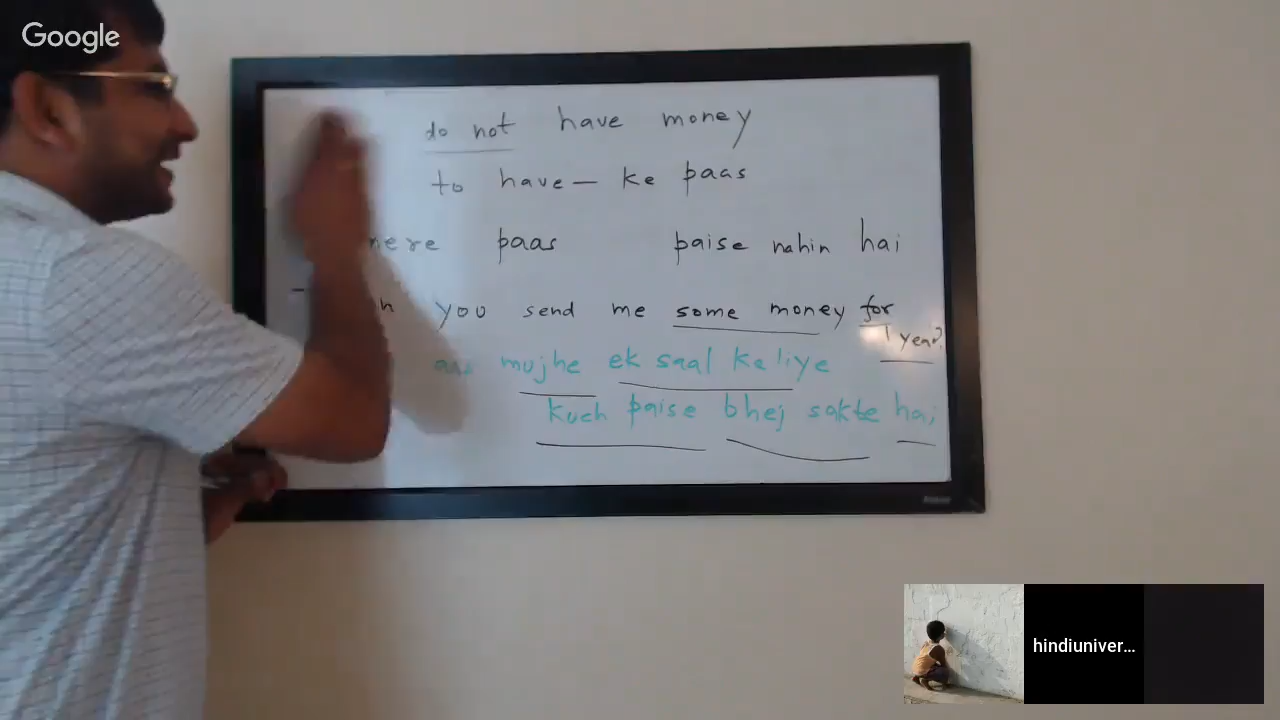 Google
do not have money
to have — ke paas
mere paas paise nahin hai
you send me some money for
1 year?
mujhe ek saal ke liye
kuch paise bhej sakte hai
hindiuniver...